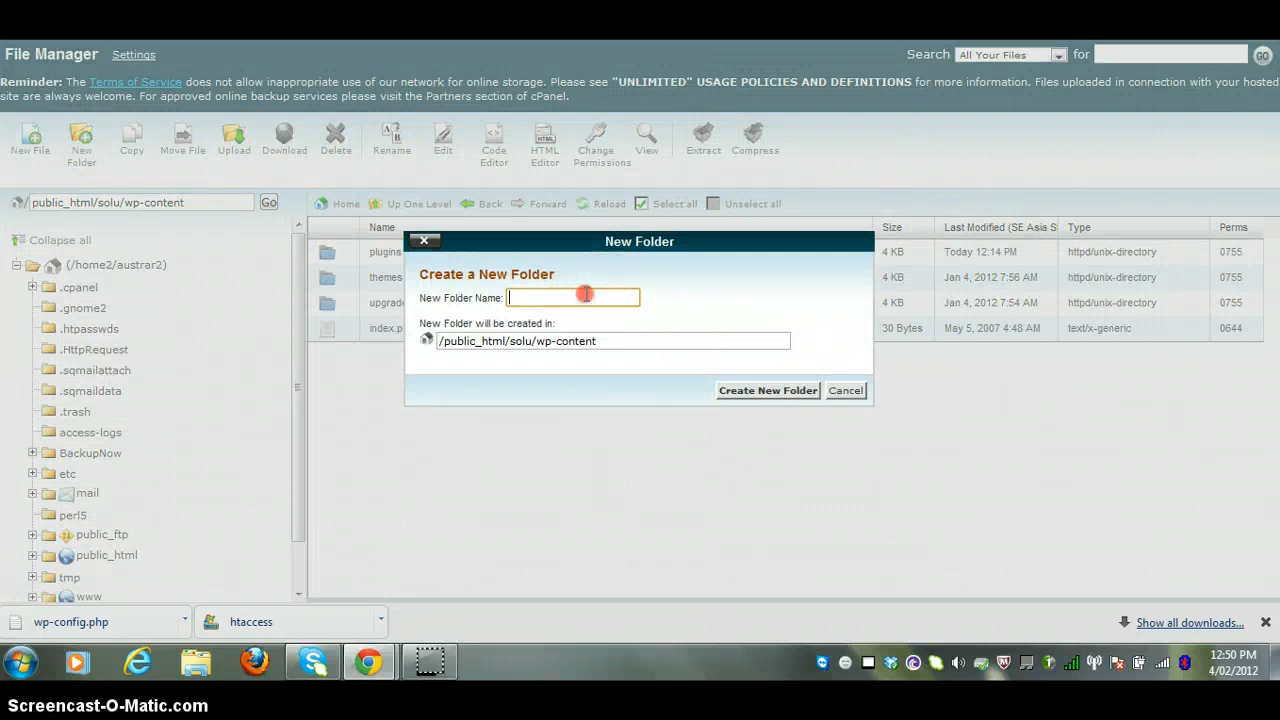 File Manager Settings Search All Your Files for GO
Reminder: The Terms of Service does not allow inappropriate use of our network for online storage. Please see "UNLIMITED" USAGE POLICIES AND DEFINITIONS for more information. Files uploaded in connection with your hosted
site are always welcome. For approved online backup services please visit the Partners section of cPanel.
New File New Folder Copy Move File Upload Download Delete Rename Edit Code Editor HTML Editor Change Permissions View Extract Compress
/ public_html/solu/wp-content Go Home Up One Level Back Forward Reload Select all Unselect all
Name Size Last Modified (SE Asia S Type Perms
Collapse all
(/home2/austrar2)
.cpanel
.gnome2
.htpasswds
.HttpRequest
.sqmailattach
.sqmaildata
.trash
access-logs
BackupNow
etc
mail
perl5
public_ftp
public_html
tmp
www
plugins 4 KB Today 12:14 PM httpd/unix-directory 0755
themes 4 KB Jan 4, 2012 7:56 AM httpd/unix-directory 0755
upgrade 4 KB Jan 4, 2012 7:54 AM httpd/unix-directory 0755
index.p 30 Bytes May 5, 2007 4:48 AM text/x-generic 0644
New Folder
Create a New Folder
New Folder Name:
New Folder will be created in:
/public_html/solu/wp-content
Create New Folder Cancel
wp-config.php htaccess Show all downloads...
12:50 PM
4/02/2012
Screencast-O-Matic.com